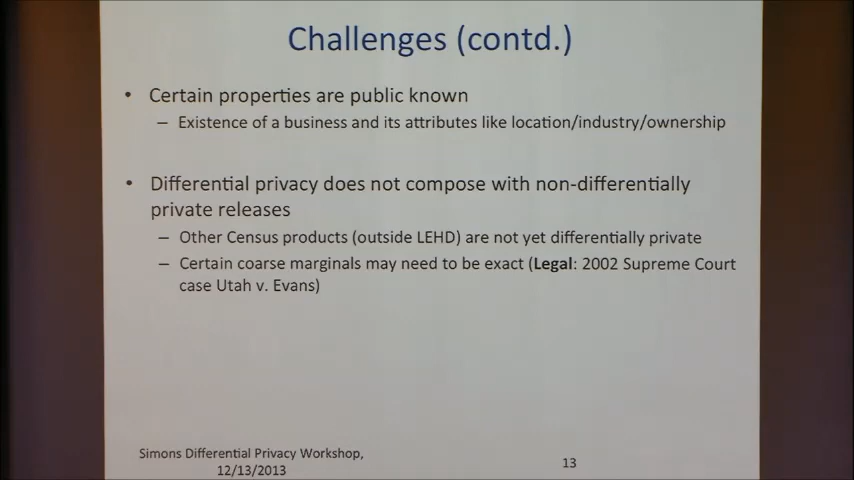 Challenges (contd.)
• Certain properties are public known
– Existence of a business and its attributes like location/industry/ownership
• Differential privacy does not compose with non-differentially
private releases
– Other Census products (outside LEHD) are not yet differentially private
– Certain coarse marginals may need to be exact (Legal: 2002 Supreme Court
case Utah v. Evans)
Simons Differential Privacy Workshop,
12/13/2013
13